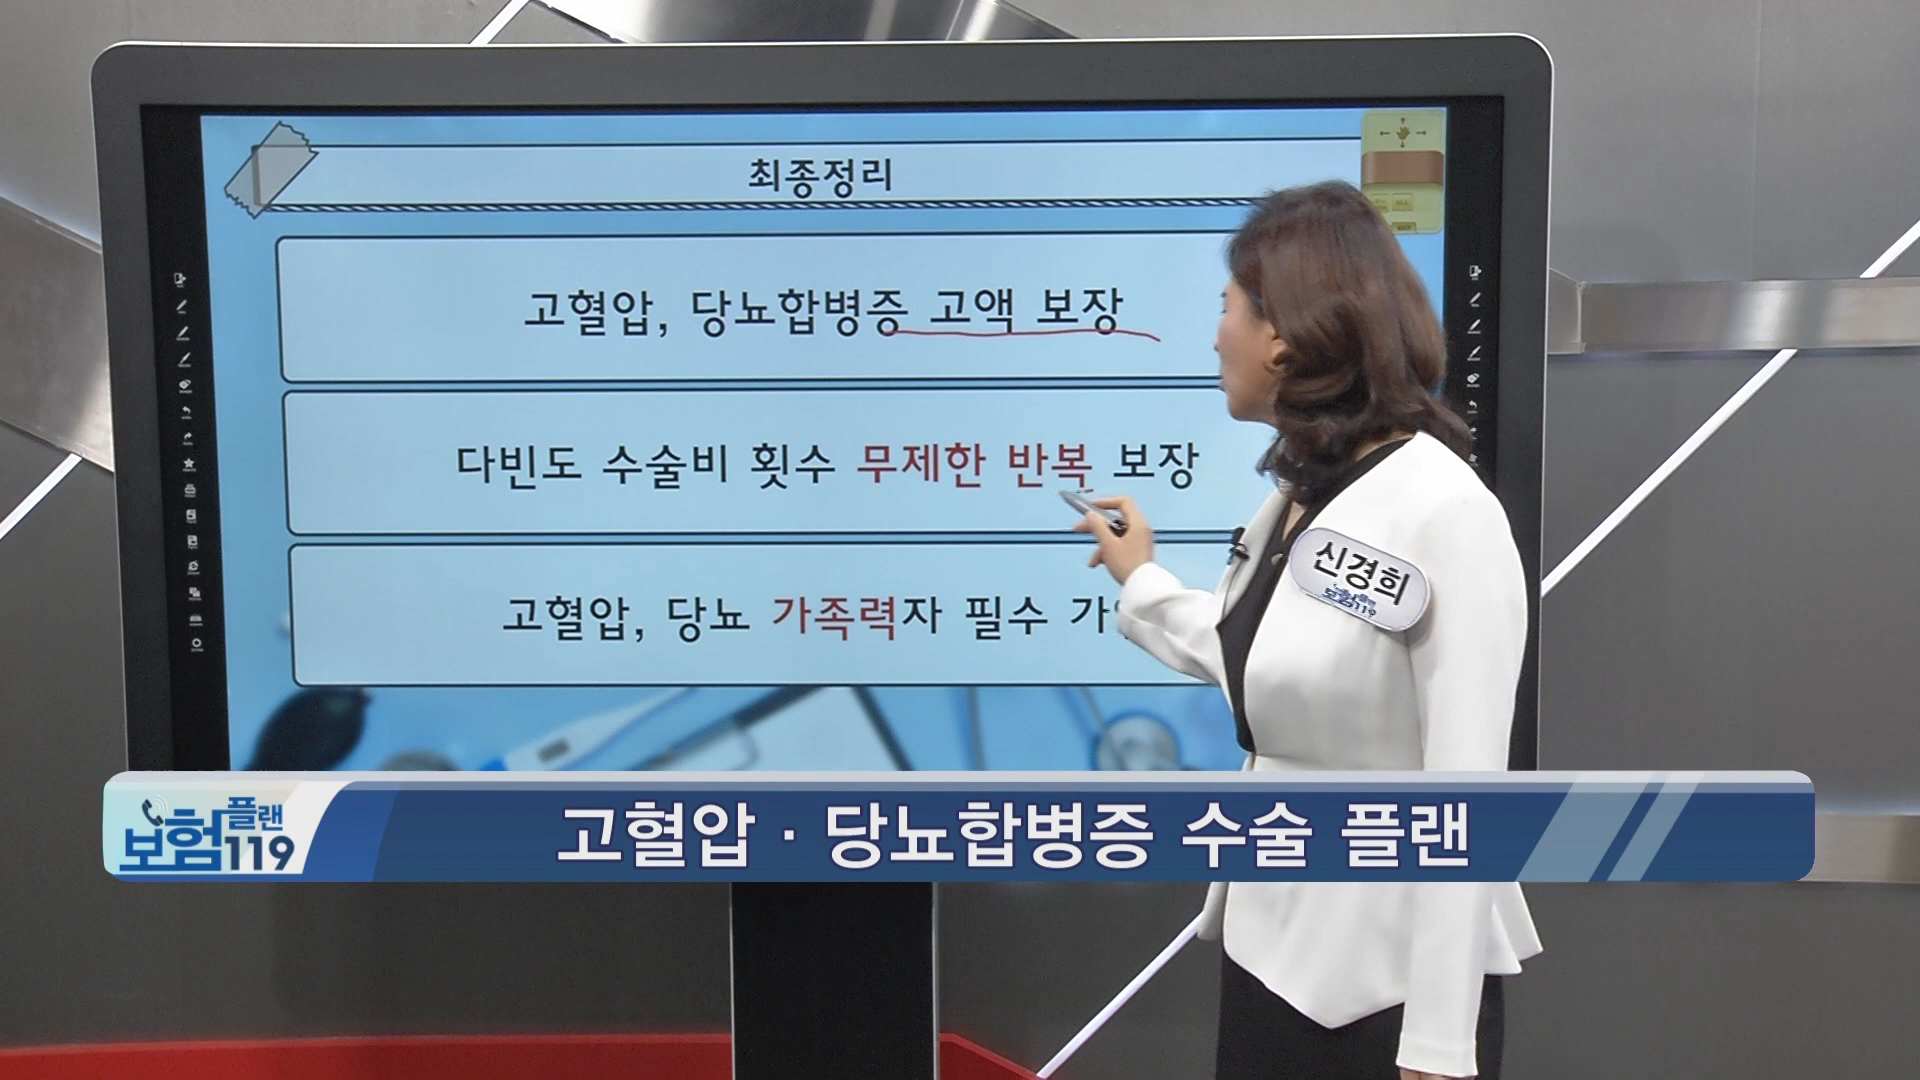 최종정리
고혈압, 당뇨합병증 고액 보장
다빈도 수술비 횟수 무제한 반복 보장
고혈압, 당뇨 가족력자 필수
신경희
보험플랜119
보험플랜119
고혈압·당뇨합병증 수술 플랜